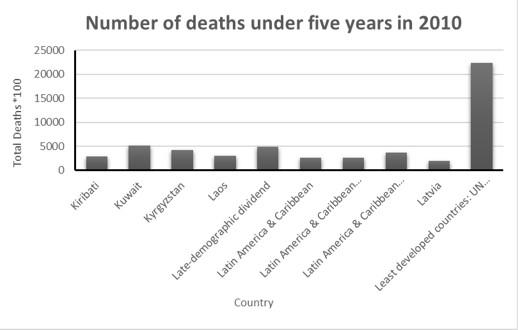 Number of deaths under five years in 2010
Total Deaths *100
25000
20000
15000
10000
5000
0
Kiribati
Kuwait
Kyrgyzstan
Laos
Late-demographic dividend
Latin America & Caribbean
Latin America & Caribbean...
Latin America & Caribbean...
Latvia
Least developed countries: UN...
Country